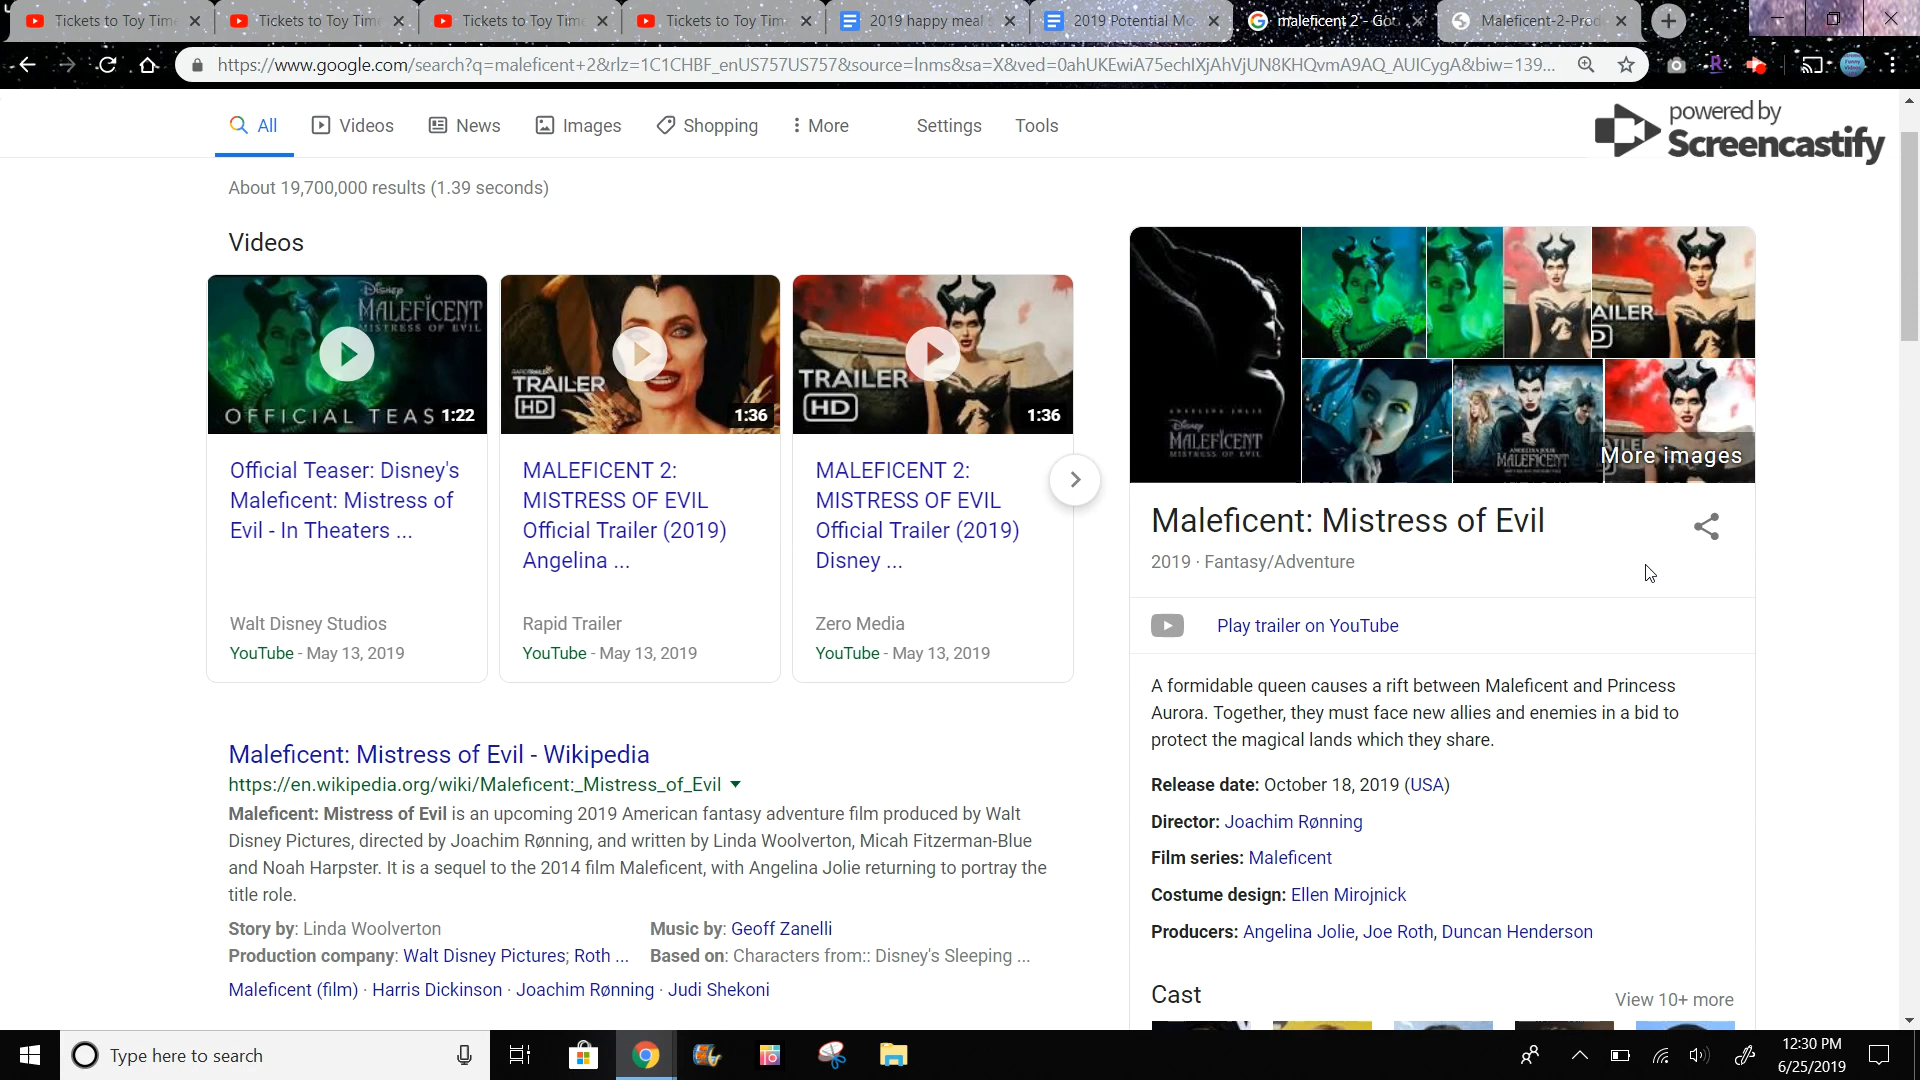 Tickets to Toy Tim
Tickets to Toy Tim
Tickets to Toy Tim
Tickets to Toy Tim
2019 happy meal
2019 Potential Mo
maleficent 2 - Goo
Maleficent-2-Prod
https://www.google.com/search?q=maleficent+2&rlz=1C1CHBF_enUS757US757&source=lnms&sa=X&ved=0ahUKEwiA75echIXjAhVjUN8KHQvmA9AQ_AUICygA&biw=139...
All
Videos
News
Images
Shopping
More
Settings
Tools
powered by
Screencastify
About 19,700,000 results (1.39 seconds)
Videos
Disney
MALEFICENT
MISTRESS OF EVIL
OFFICIAL TEAS 1:22
TRAILER
HD
1:36
TRAILER
HD
1:36
Official Teaser: Disney's
Maleficent: Mistress of
Evil - In Theaters ...
Walt Disney Studios
YouTube - May 13, 2019
MALEFICENT 2:
MISTRESS OF EVIL
Official Trailer (2019)
Angelina ...
Rapid Trailer
YouTube - May 13, 2019
MALEFICENT 2:
MISTRESS OF EVIL
Official Trailer (2019)
Disney ...
Zero Media
YouTube - May 13, 2019
Maleficent: Mistress of Evil - Wikipedia
https://en.wikipedia.org/wiki/Maleficent:_Mistress_of_Evil
Maleficent: Mistress of Evil is an upcoming 2019 American fantasy adventure film produced by Walt
Disney Pictures, directed by Joachim Rønning, and written by Linda Woolverton, Micah Fitzerman-Blue
and Noah Harpster. It is a sequel to the 2014 film Maleficent, with Angelina Jolie returning to portray the
title role.
Story by: Linda Woolverton
Music by: Geoff Zanelli
Production company: Walt Disney Pictures; Roth ...
Based on: Characters from:: Disney's Sleeping ...
Maleficent (film) · Harris Dickinson · Joachim Rønning · Judi Shekoni
ANGELINA JOLIE
Disney
MALEFICENT
MISTRESS OF EVIL
AILER
D
ANGELINA JOLIE
MALEFICENT
More images
Maleficent: Mistress of Evil
2019 · Fantasy/Adventure
Play trailer on YouTube
A formidable queen causes a rift between Maleficent and Princess
Aurora. Together, they must face new allies and enemies in a bid to
protect the magical lands which they share.
Release date: October 18, 2019 (USA)
Director: Joachim Rønning
Film series: Maleficent
Costume design: Ellen Mirojnick
Producers: Angelina Jolie, Joe Roth, Duncan Henderson
Cast
View 10+ more
Type here to search
12:30 PM
6/25/2019